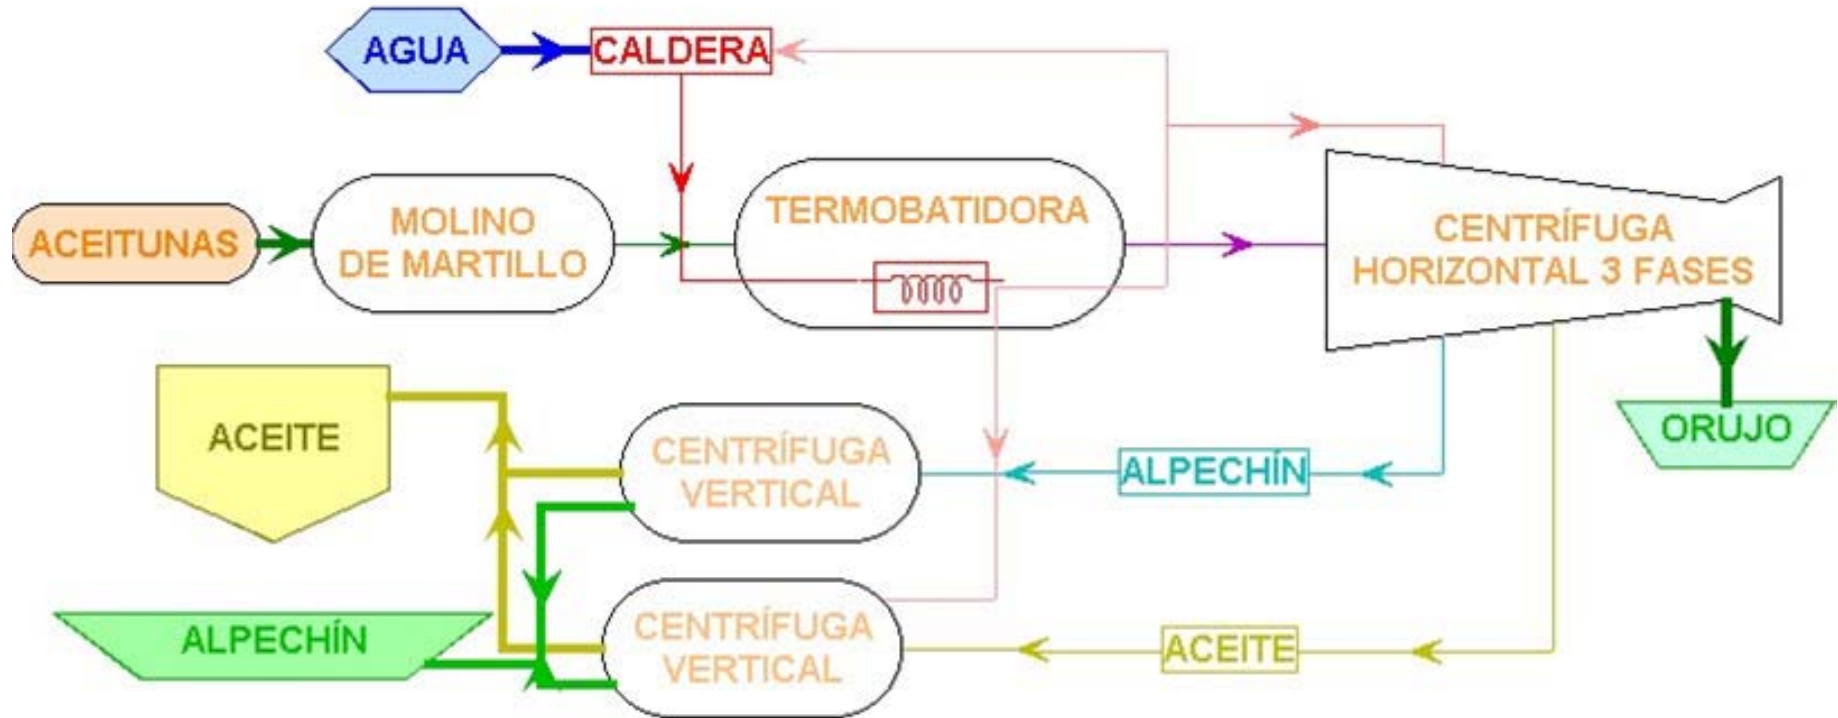 AGUA
CALDERA
ACEITUNAS
MOLINO
DE MARTILLO
TERMOBATIDORA
CENTRÍFUGA
HORIZONTAL 3 FASES
ORUJO
ACEITE
CENTRÍFUGA
VERTICAL
ALPECHÍN
ALPECHÍN
CENTRÍFUGA
VERTICAL
ACEITE